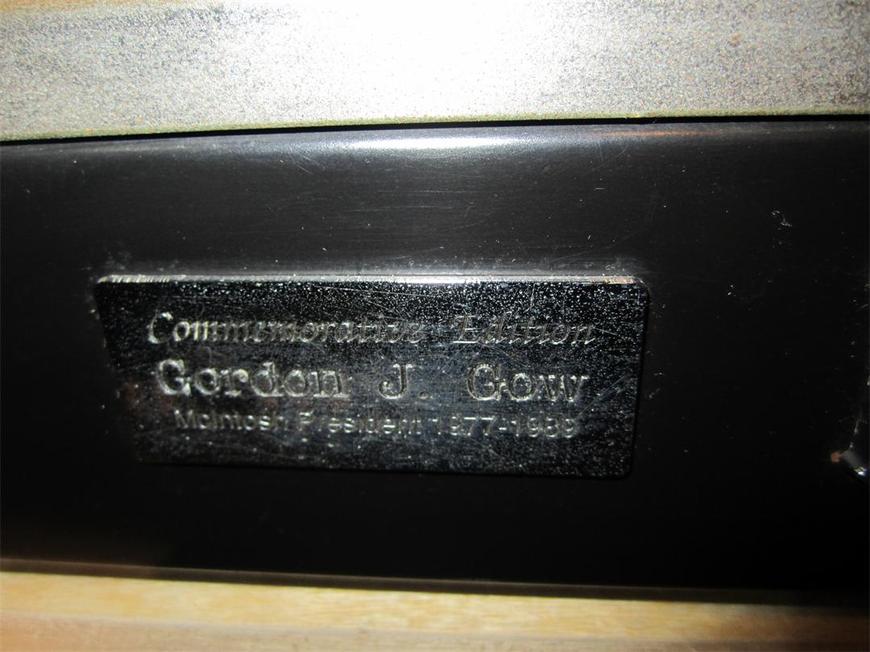 Commemorative Edition
Gordon J. Gow
McIntosh President 1977-1989